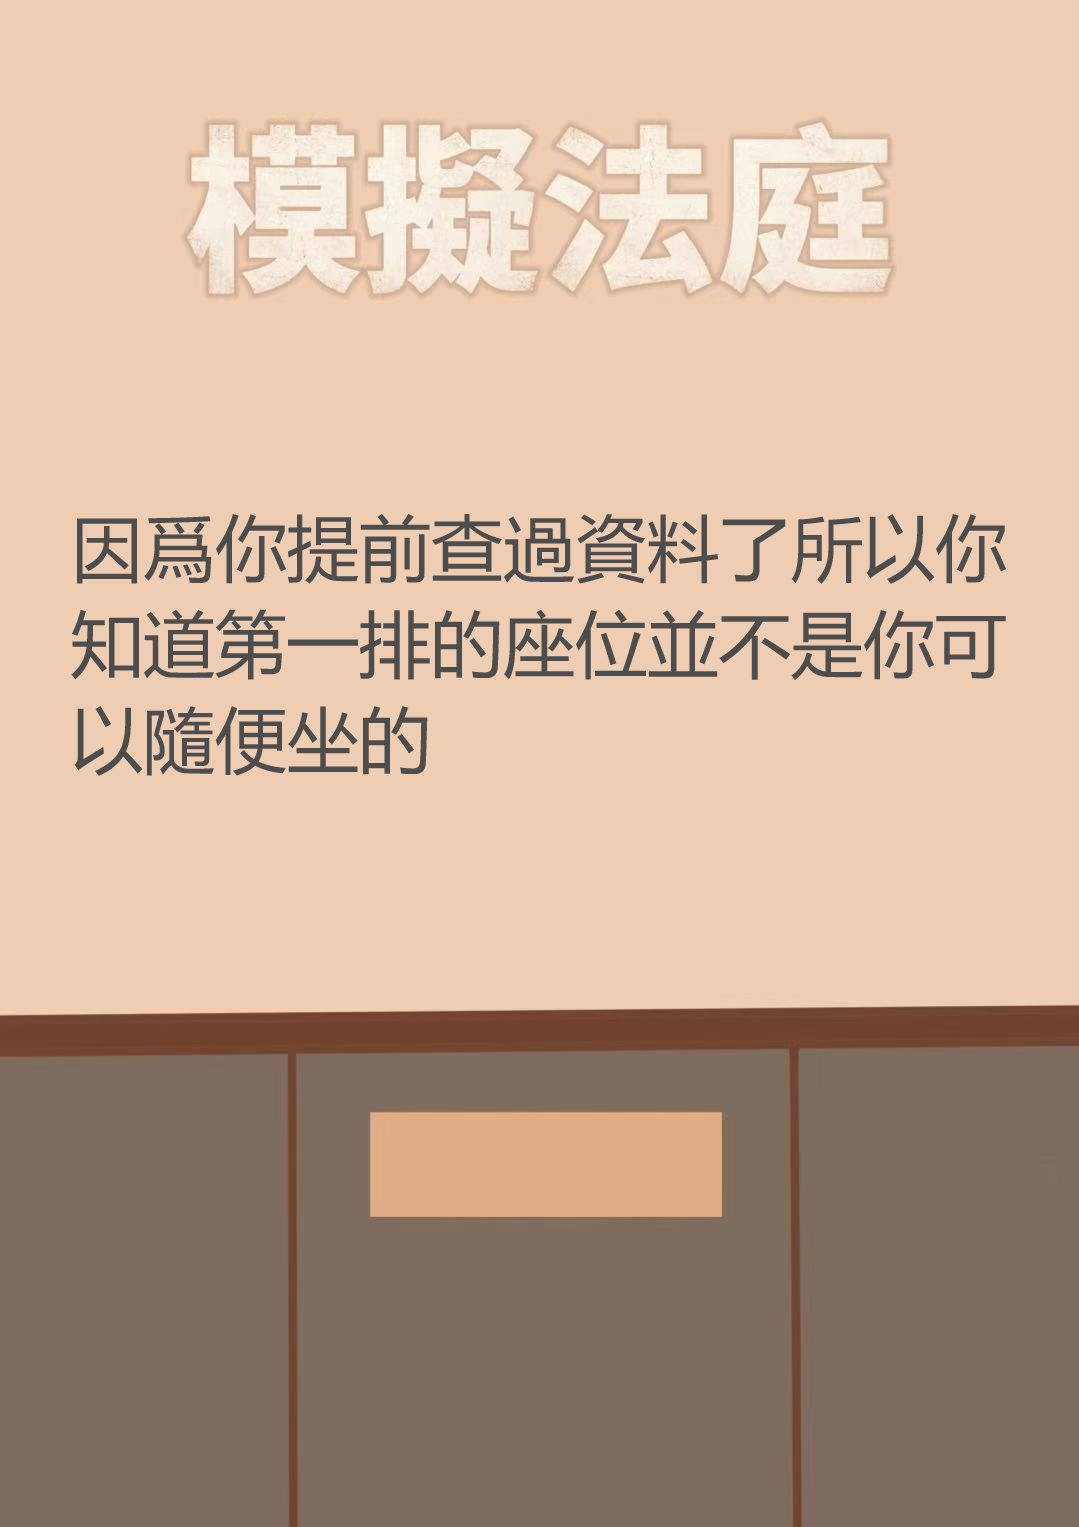 模擬法庭
因爲你提前查過資料了所以你
知道第一排的座位並不是你可
以隨便坐的